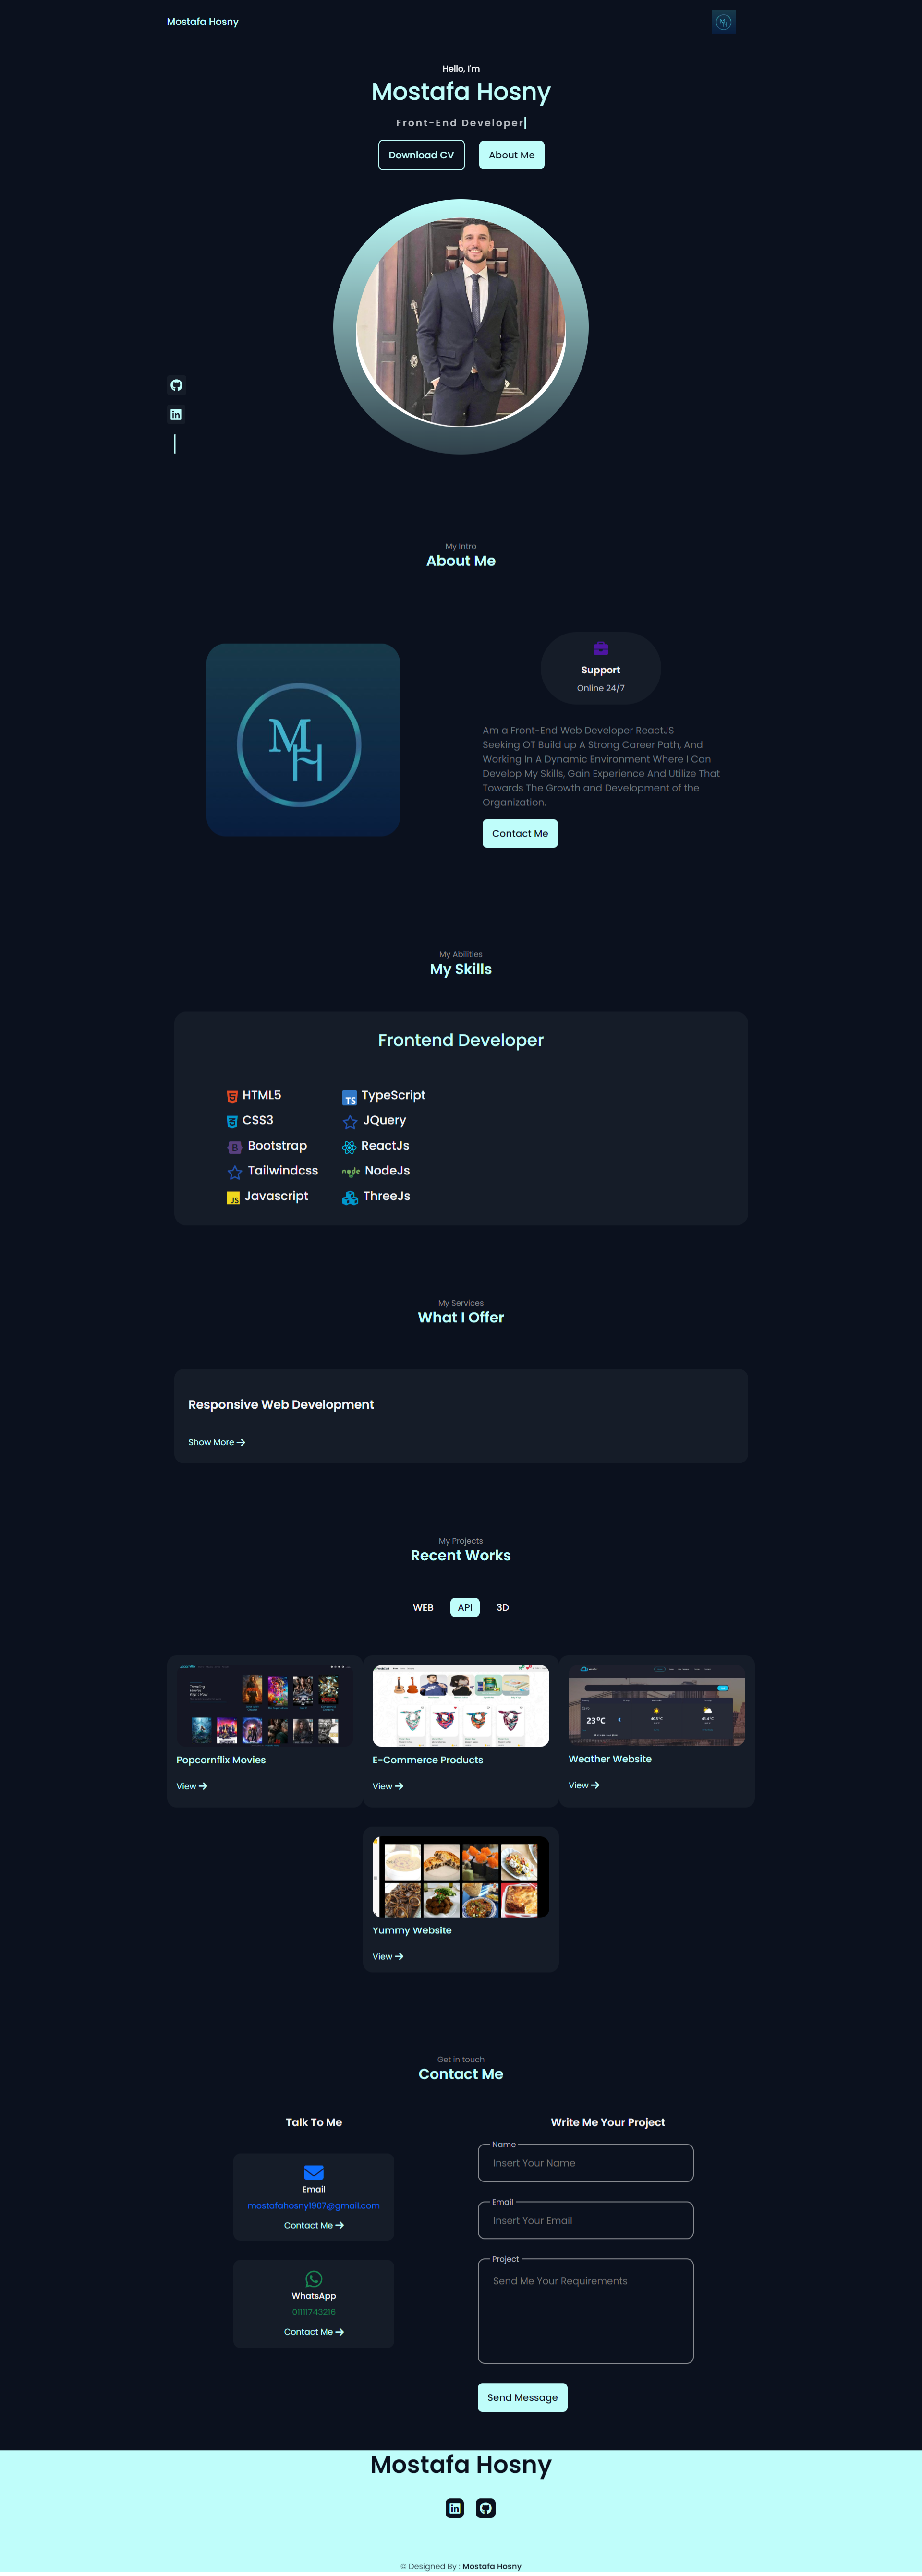 Mostafa Hosny
Hello, I'm
Mostafa Hosny
Front-End Developer
Download CV
About Me
My Intro
About Me
Support
Online 24/7
MH
Am a Front-End Web Developer ReactJS
Seeking OT Build up A Strong Career Path, And
Working In A Dynamic Environment Where I Can
Develop My Skills, Gain Experience And Utilize That
Towards The Growth and Development of the
Organization.
Contact Me
My Abilities
My Skills
Frontend Developer
HTML5
TypeScript
CSS3
JQuery
Bootstrap
ReactJs
Tailwindcss
NodeJs
Javascript
ThreeJs
My Services
What I Offer
Responsive Web Development
Show More
My Projects
Recent Works
WEB
API
3D
Trending
Movies
Right Now
23°C
Popcornflix Movies
E-Commerce Products
Weather Website
View
View
View
Yummy Website
View
Get in touch
Contact Me
Talk To Me
Email
mostafahosny1907@gmail.com
Contact Me
WhatsApp
01111743216
Contact Me
Write Me Your Project
Name
Insert Your Name
Email
Insert Your Email
Project
Send Me Your Requirements
Send Message
Mostafa Hosny
© Designed By : Mostafa Hosny